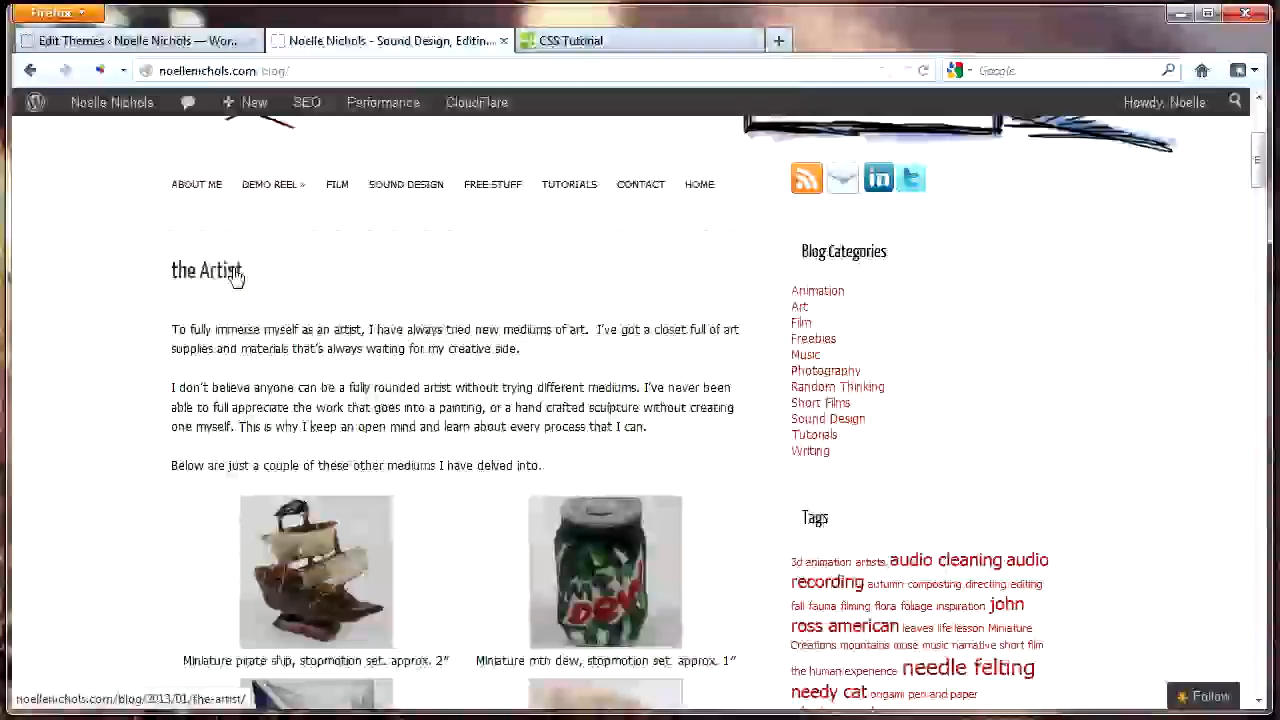 Firefox
Edit Themes ‹ Noelle Nichols — Wor...
Noelle Nichols - Sound Design, Editin...
CSS Tutorial
noellenichols.com/blog/
Google
Noelle Nichols
New
SEO
Performance
CloudFlare
Howdy, Noelle
ABOUT ME
DEMO REEL »
FILM
SOUND DESIGN
FREE STUFF
TUTORIALS
CONTACT
HOME
in
the Artist
To fully immerse myself as an artist, I have always tried new mediums of art. I've got a closet full of art
supplies and materials that's always waiting for my creative side.
I don't believe anyone can be a fully rounded artist without trying different mediums. I've never been
able to full appreciate the work that goes into a painting, or a hand crafted sculpture without creating
one myself. This is why I keep an open mind and learn about every process that I can.
Below are just a couple of these other mediums I have delved into.
DEW
Miniature pirate ship, stopmotion set. approx. 2"
Miniature mtn dew, stopmotion set. approx. 1"
Blog Categories
Animation
Art
Film
Freebies
Music
Photography
Random Thinking
Short Films
Sound Design
Tutorials
Writing
Tags
3d animation artists audio cleaning audio
recording autumn composting directing editing
fall fauna filming flora foliage inspiration john
ross american leaves life lesson Miniature
Creations mountains muse music narrative short film
the human experience needle felting
needy cat origami pen and paper
noellenichols.com/blog/2013/01/the-artist/
Follow